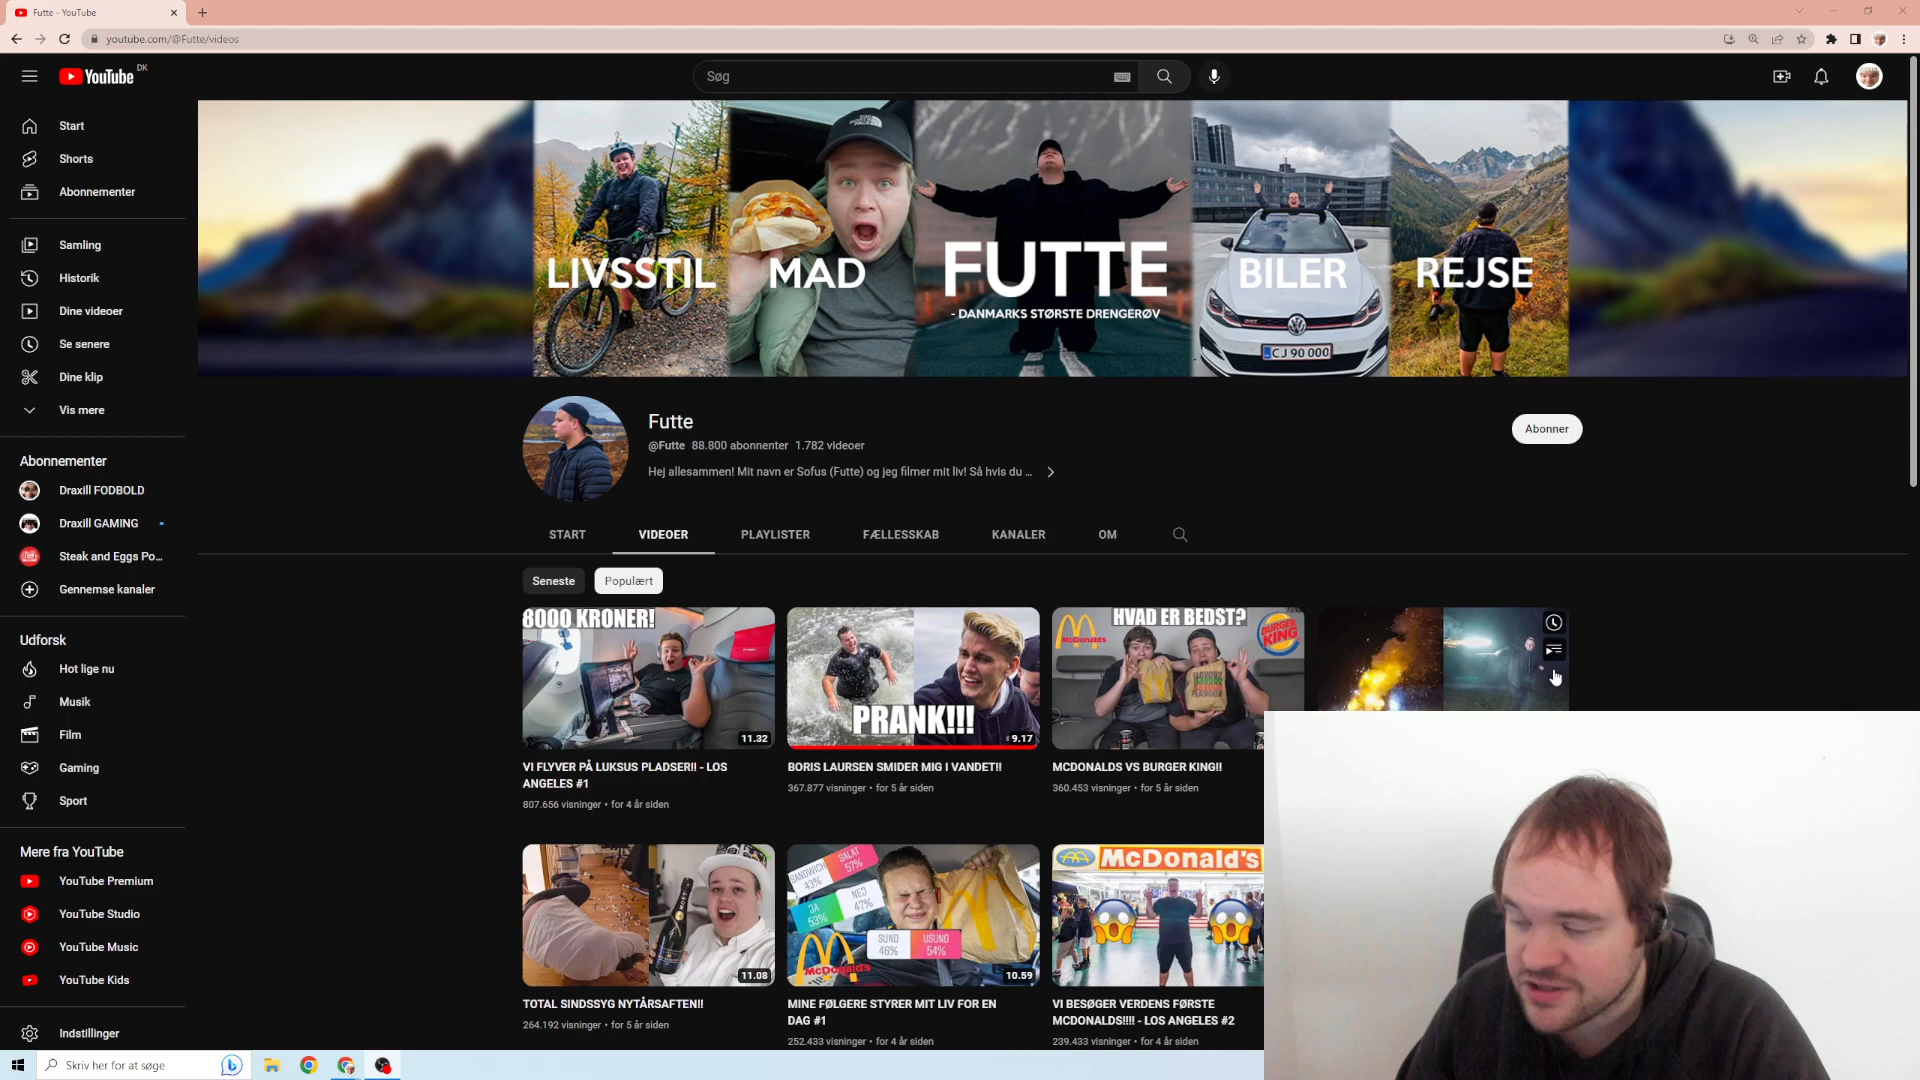 Futte - YouTube
youtube.com/@Futte/videos
YouTube DK
Søg
Start
Shorts
Abonnementer
Samling
Historik
Dine videoer
Se senere
Dine klip
Vis mere
Abonnementer
Draxill FODBOLD
Draxill GAMING
Steak and Eggs Po...
Gennemse kanaler
Udforsk
Hot lige nu
Musik
Film
Gaming
Sport
Mere fra YouTube
YouTube Premium
YouTube Studio
YouTube Music
YouTube Kids
Indstillinger
LIVSSTIL
MAD
FUTTE
- DANMARKS STØRSTE DRENGERØV
BILER
CJ 90 000
REJSE
Futte
@Futte 88.800 abonnenter 1.782 videoer
Hej allesammen! Mit navn er Sofus (Futte) og jeg filmer mit liv! Så hvis du ...
Abonner
START
VIDEOER
PLAYLISTER
FÆLLESSKAB
KANALER
OM
Seneste
Populært
8000 KRONER!
11.32
VI FLYVER PÅ LUKSUS PLADSER!! - LOS
ANGELES #1
807.656 visninger • for 4 år siden
PRANK!!!
9.17
BORIS LAURSEN SMIDER MIG I VANDET!!
367.877 visninger • for 5 år siden
HVAD ER BEDST?
McDonald's
BURGER
KING
MCDONALDS VS BURGER KING!!
360.453 visninger • for 5 år siden
11.08
TOTAL SINDSSYG NYTÅRSAFTEN!!
264.192 visninger • for 5 år siden
SANDWICH
43%
SALAT
57%
JA
53%
NEJ
47%
SUND
46%
USUND
54%
McDonald's
10.59
MINE FØLGERE STYRER MIT LIV FOR EN
DAG #1
252.433 visninger • for 4 år siden
McDonald's
VI BESØGER VERDENS FØRSTE
MCDONALDS!!!! - LOS ANGELES #2
239.433 visninger • for 4 år siden
Skriv her for at søge